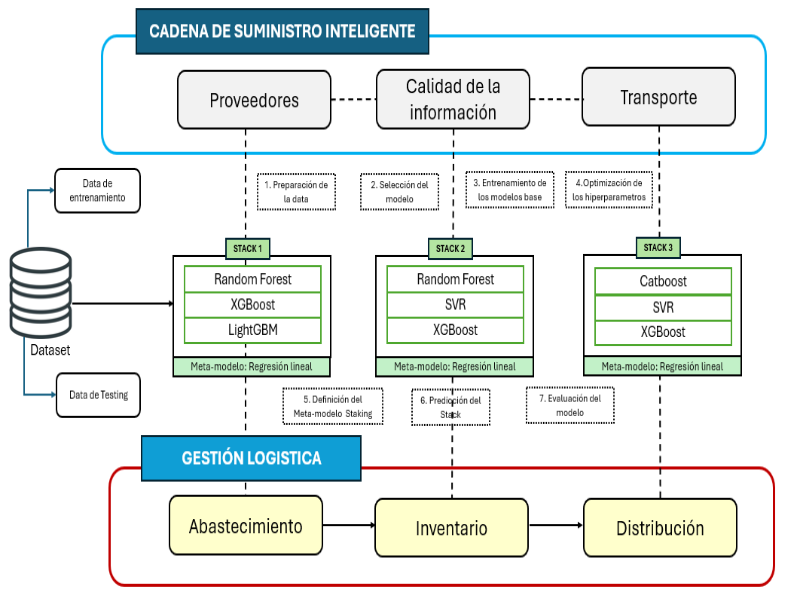 CADENA DE SUMINISTRO INTELIGENTE
Proveedores
Calidad de la
información
Transporte
Data de
entrenamiento
1. Preparación de
la data
2. Selección del
modelo
3. Entrenamiento de
los modelos base
4.Optimización de
los hiperparametros
STACK 1
Random Forest
XGBoost
LightGBM
Meta-modelo: Regresión lineal
STACK 2
Random Forest
SVR
XGBoost
Meta-modelo: Regresión lineal
STACK 3
Catboost
SVR
XGBoost
Meta-modelo: Regresión lineal
Dataset
Data de Testing
5. Definición del
Meta-modelo Staking
6. Predicción del
Stack
7. Evaluación del
modelo
GESTIÓN LOGISTICA
Abastecimiento
Inventario
Distribución